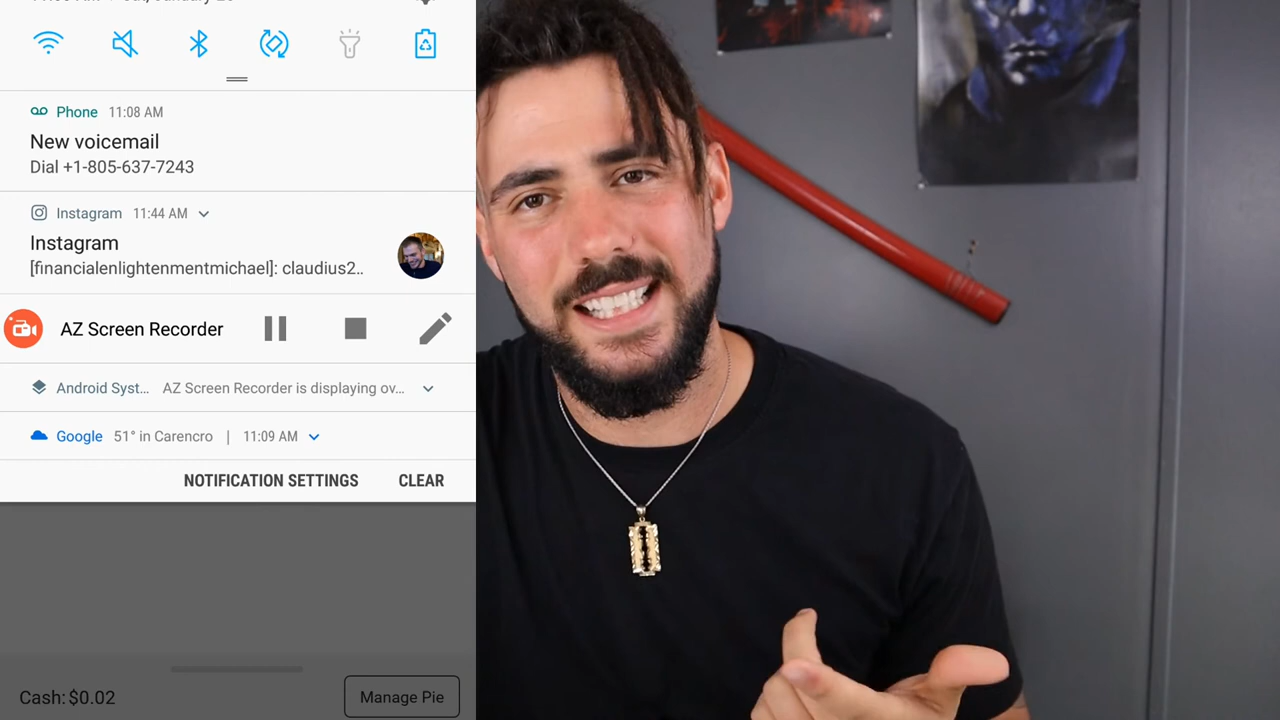 Phone 11:08 AM
New voicemail
Dial +1-805-637-7243
Instagram 11:44 AM
Instagram
[financialenlightenmentmichael]: claudius2..
AZ Screen Recorder
Android Syst... AZ Screen Recorder is displaying ov...
Google 51° in Carencro | 11:09 AM
NOTIFICATION SETTINGS CLEAR
Cash: $0.02
Manage Pie